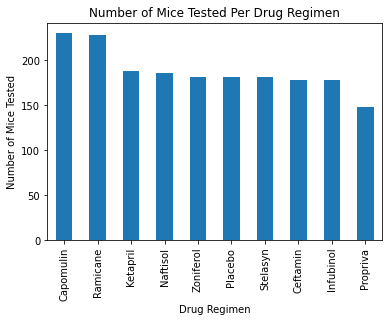 Number of Mice Tested Per Drug Regimen
Number of Mice Tested
200
150
100
50
0
Capomulin
Ramicane
Ketapril
Naftisol
Zoniferol
Placebo
Stelasyn
Ceftamin
Infubinol
Propriva
Drug Regimen